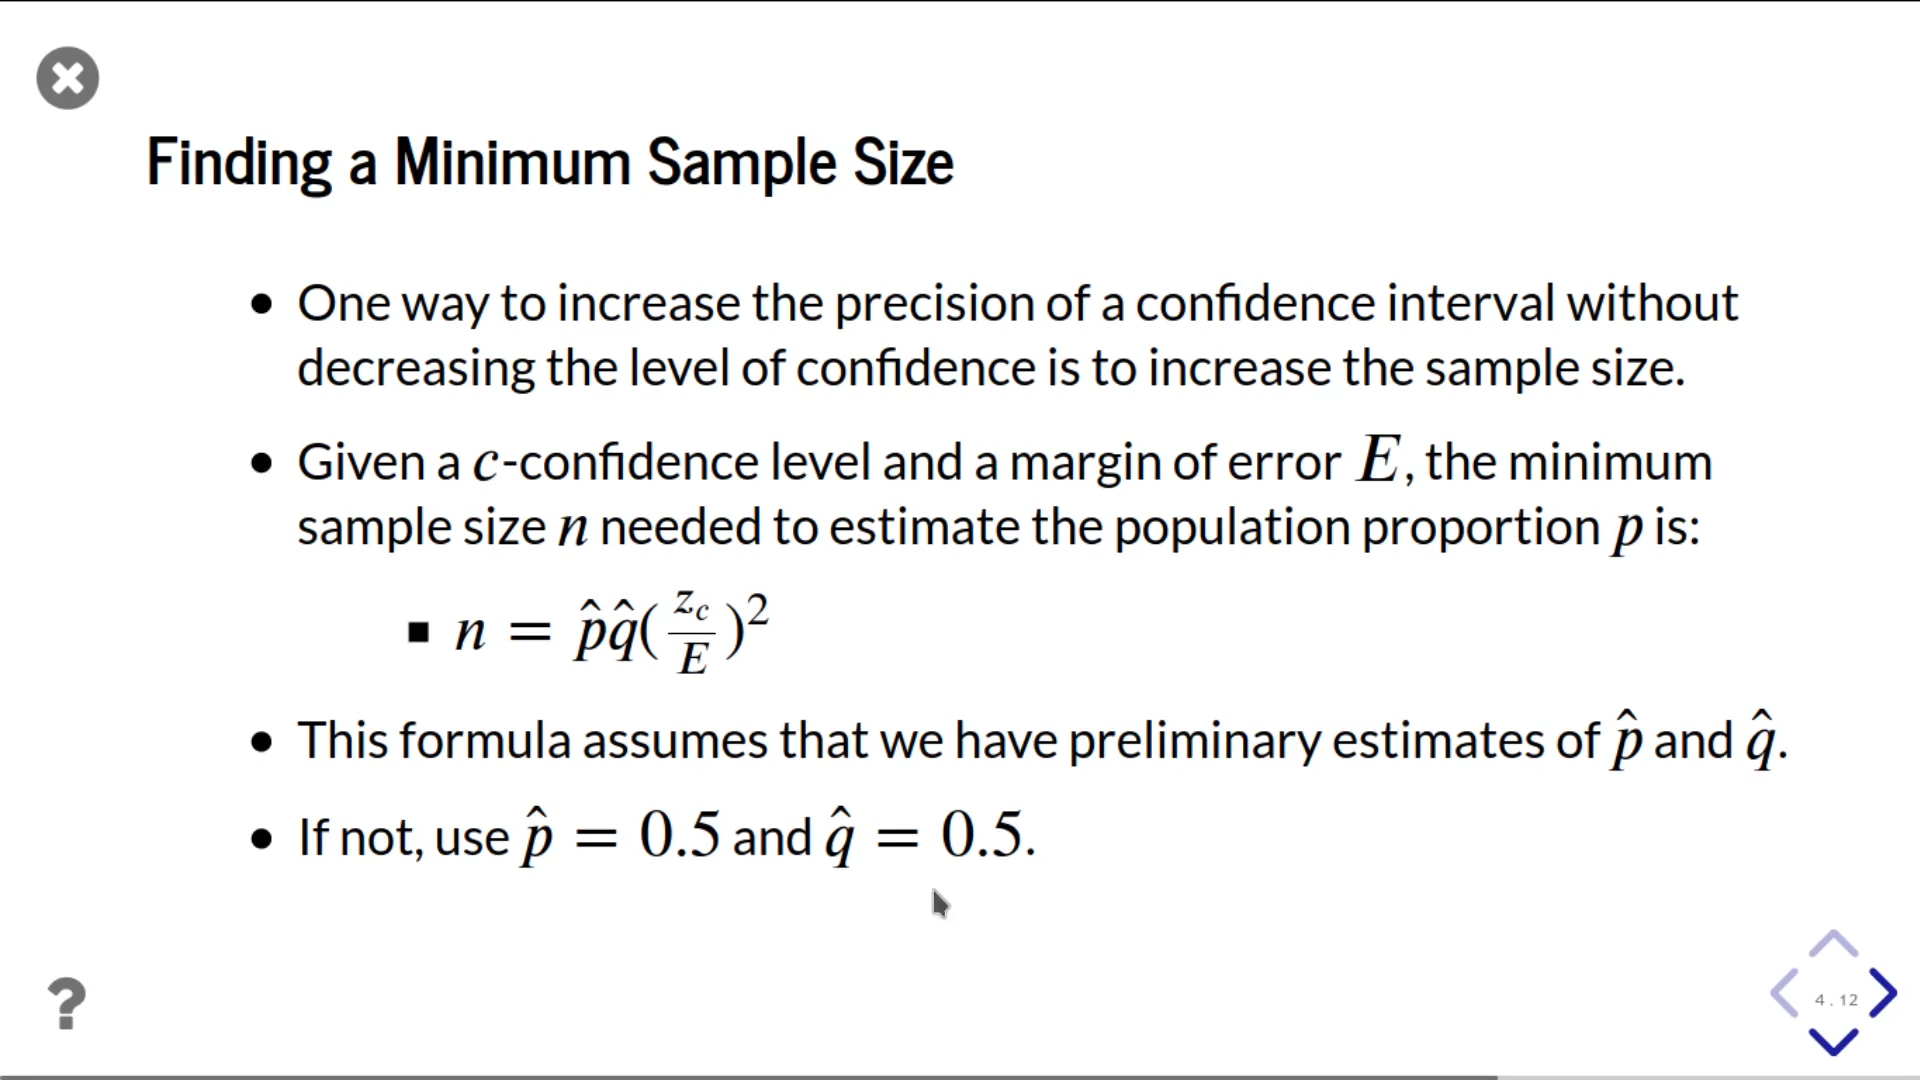 Finding a Minimum Sample Size
• One way to increase the precision of a confidence interval without
decreasing the level of confidence is to increase the sample size.
• Given a c-confidence level and a margin of error E, the minimum
sample size n needed to estimate the population proportion p is:
▪ n = p̂q̂(z_c/E)²
• This formula assumes that we have preliminary estimates of p̂ and q̂.
• If not, use p̂ = 0.5 and q̂ = 0.5.
?
4.12